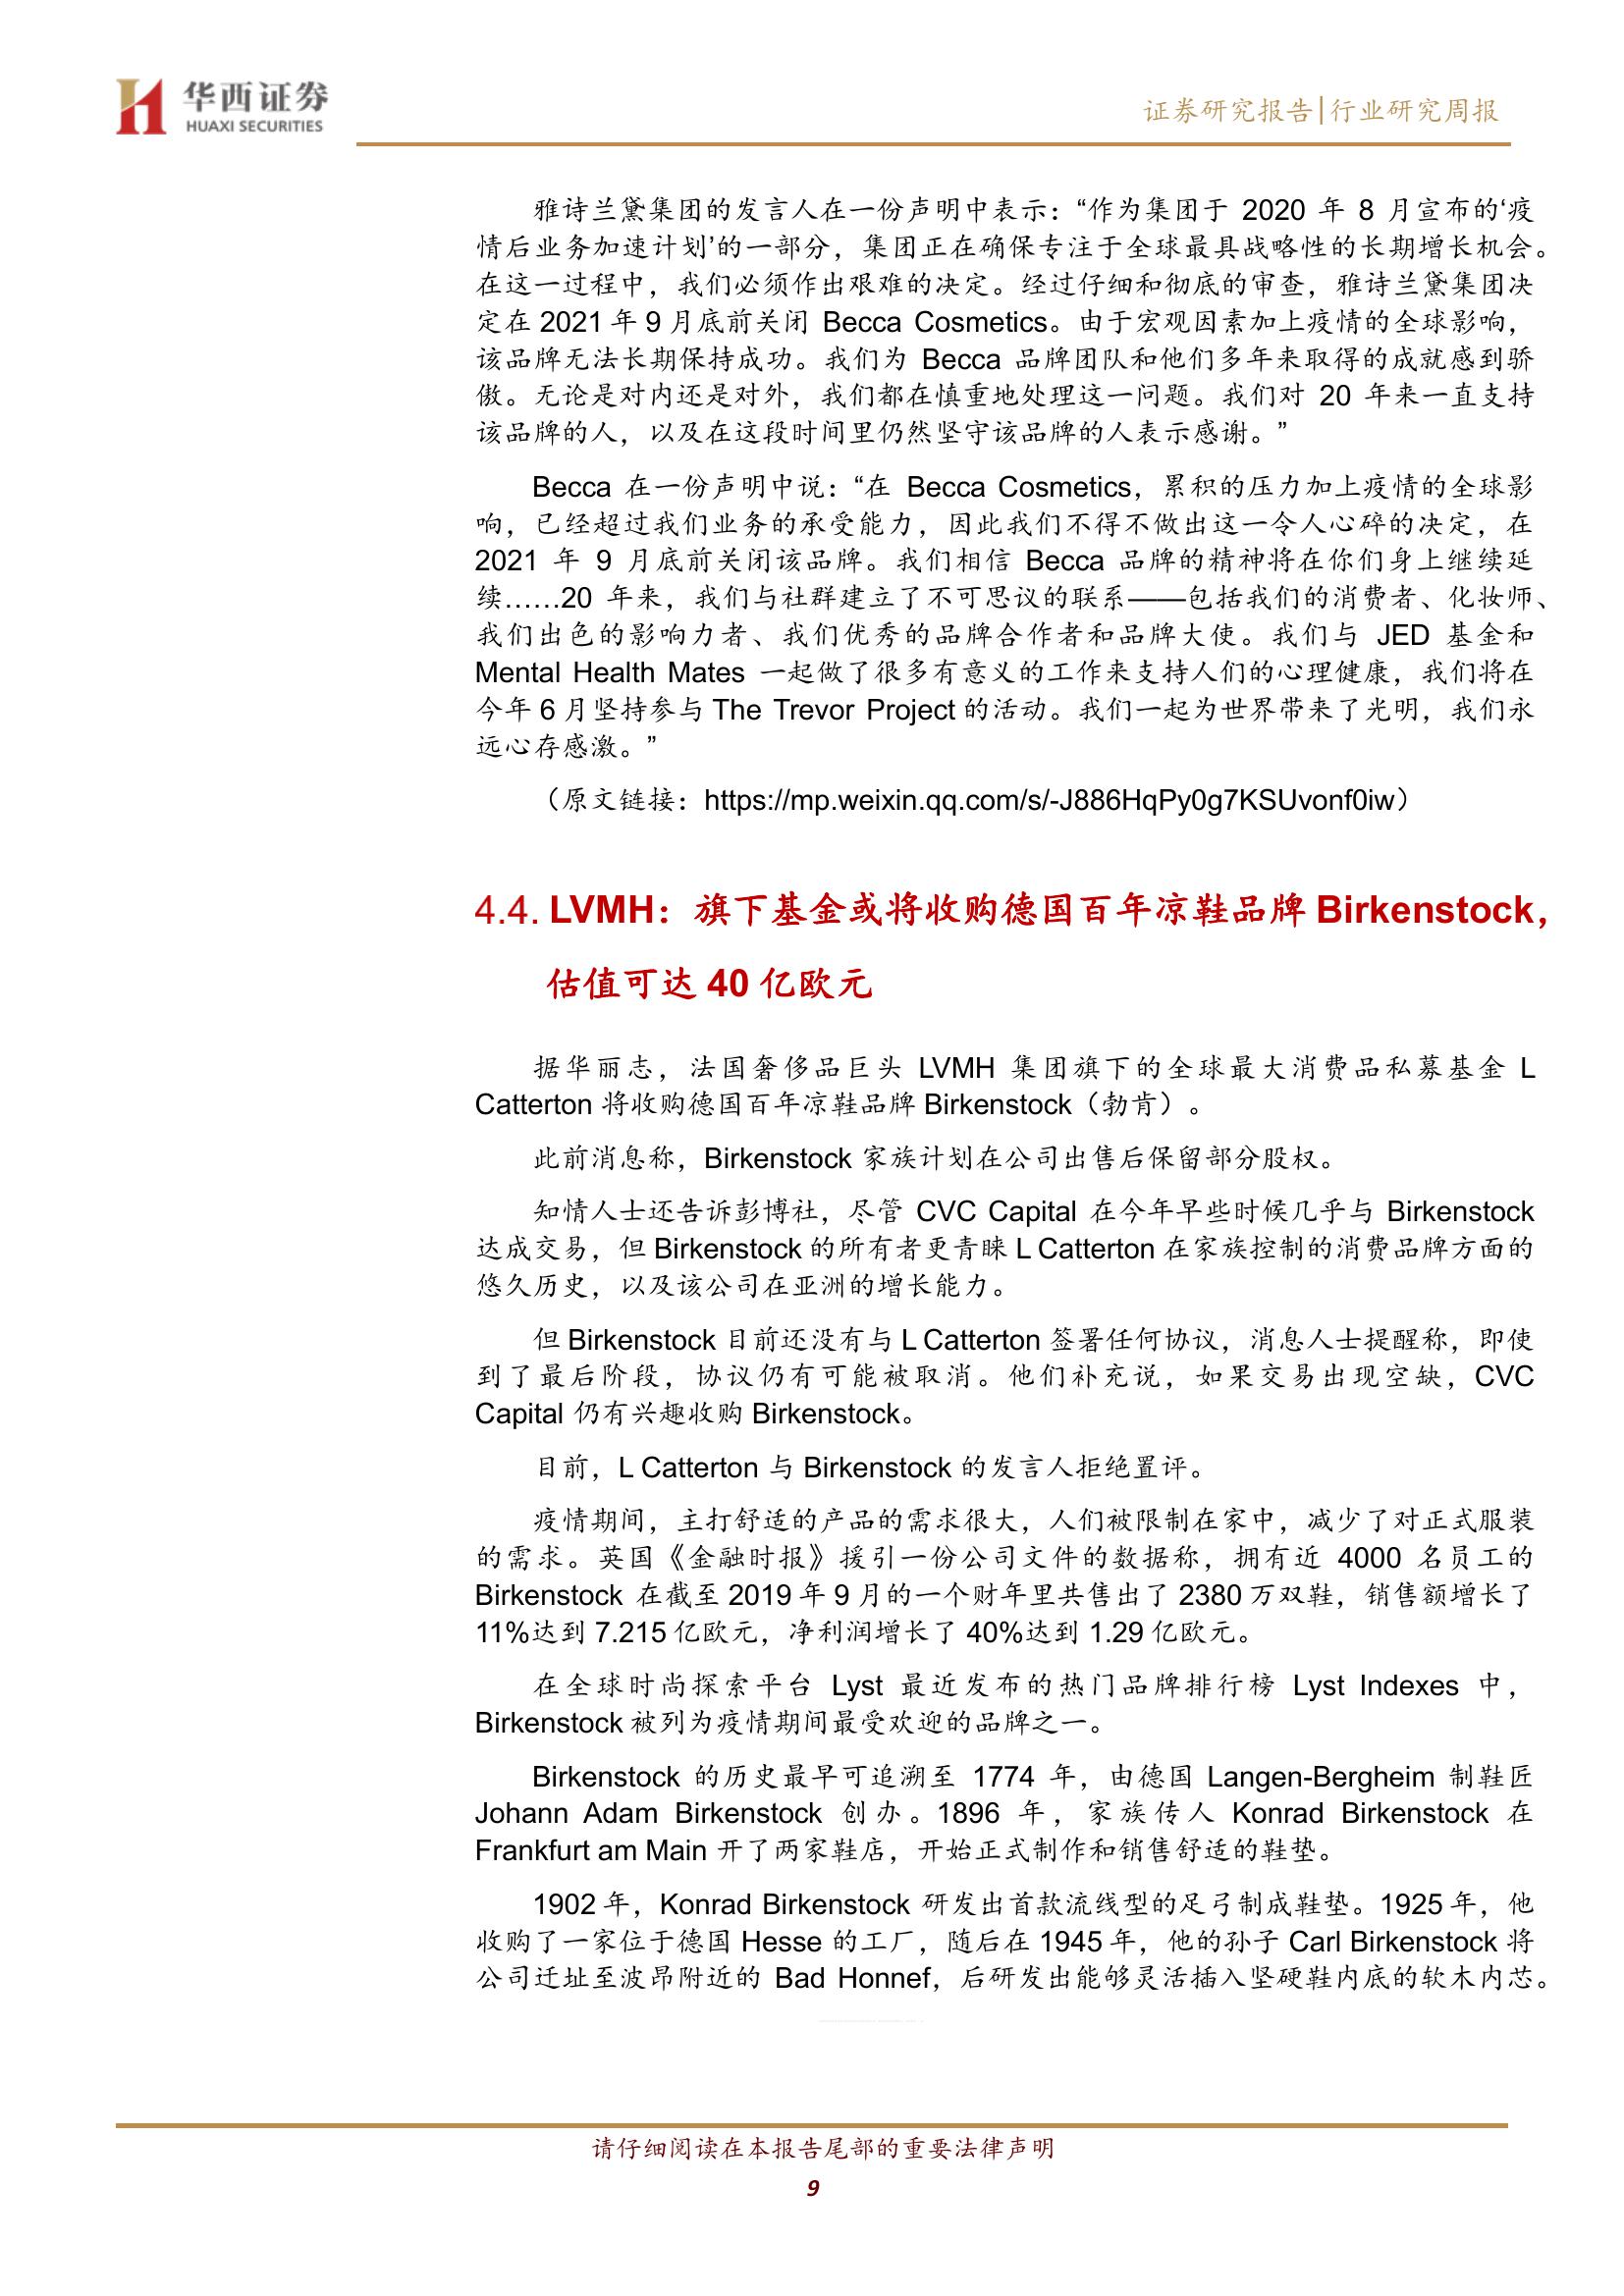 华西证券
HUAXI SECURITIES
证券研究报告|行业研究周报
雅诗兰黛集团的发言人在一份声明中表示：“作为集团于 2020 年 8 月宣布的‘疫
情后业务加速计划’的一部分，集团正在确保专注于全球最具战略性的长期增长机会。
在这一过程中，我们必须作出艰难的决定。经过仔细和彻底的审查，雅诗兰黛集团决
定在 2021 年 9 月底前关闭 Becca Cosmetics。由于宏观因素加上疫情的全球影响，
该品牌无法长期保持成功。我们为 Becca 品牌团队和他们多年来取得的成就感到骄
傲。无论是对内还是对外，我们都在慎重地处理这一问题。我们对 20 年来一直支持
该品牌的人，以及在这段时间里仍然坚守该品牌的人表示感谢。”
Becca 在一份声明中说：“在 Becca Cosmetics，累积的压力加上疫情的全球影
响，已经超过我们业务的承受能力，因此我们不得不做出这一令人心碎的决定，在
2021 年 9 月底前关闭该品牌。我们相信 Becca 品牌的精神将在你们身上继续延
续……20 年来，我们与社群建立了不可思议的联系——包括我们的消费者、化妆师、
我们出色的影响力者、我们优秀的品牌合作者和品牌大使。我们与 JED 基金和
Mental Health Mates 一起做了很多有意义的工作来支持人们的心理健康，我们将在
今年 6 月坚持参与 The Trevor Project 的活动。我们一起为世界带来了光明，我们永
远心存感激。”
（原文链接：https://mp.weixin.qq.com/s/-J886HqPy0g7KSUvonf0iw）
4.4. LVMH：旗下基金或将收购德国百年凉鞋品牌 Birkenstock，
估值可达 40 亿欧元
据华丽志，法国奢侈品巨头 LVMH 集团旗下的全球最大消费品私募基金 L
Catterton 将收购德国百年凉鞋品牌 Birkenstock（勃肯）。
此前消息称，Birkenstock 家族计划在公司出售后保留部分股权。
知情人士还告诉彭博社，尽管 CVC Capital 在今年早些时候几乎与 Birkenstock
达成交易，但 Birkenstock 的所有者更青睐 L Catterton 在家族控制的消费品牌方面的
悠久历史，以及该公司在亚洲的增长能力。
但 Birkenstock 目前还没有与 L Catterton 签署任何协议，消息人士提醒称，即使
到了最后阶段，协议仍有可能被取消。他们补充说，如果交易出现空缺，CVC
Capital 仍有兴趣收购 Birkenstock。
目前，L Catterton 与 Birkenstock 的发言人拒绝置评。
疫情期间，主打舒适的产品的需求很大，人们被限制在家中，减少了对正式服装
的需求。英国《金融时报》援引一份公司文件的数据称，拥有近 4000 名员工的
Birkenstock 在截至 2019 年 9 月的一个财年里共售出了 2380 万双鞋，销售额增长了
11%达到 7.215 亿欧元，净利润增长了 40%达到 1.29 亿欧元。
在全球时尚探索平台 Lyst 最近发布的热门品牌排行榜 Lyst Indexes 中，
Birkenstock 被列为疫情期间最受欢迎的品牌之一。
Birkenstock 的历史最早可追溯至 1774 年，由德国 Langen-Bergheim 制鞋匠
Johann Adam Birkenstock 创办。1896 年，家族传人 Konrad Birkenstock 在
Frankfurt am Main 开了两家鞋店，开始正式制作和销售舒适的鞋垫。
1902 年，Konrad Birkenstock 研发出首款流线型的足弓制成鞋垫。1925 年，他
收购了一家位于德国 Hesse 的工厂，随后在 1945 年，他的孙子 Carl Birkenstock 将
公司迁址至波昂附近的 Bad Honnef，后研发出能够灵活插入坚硬鞋内底的软木内芯。
请仔细阅读在本报告尾部的重要法律声明
9